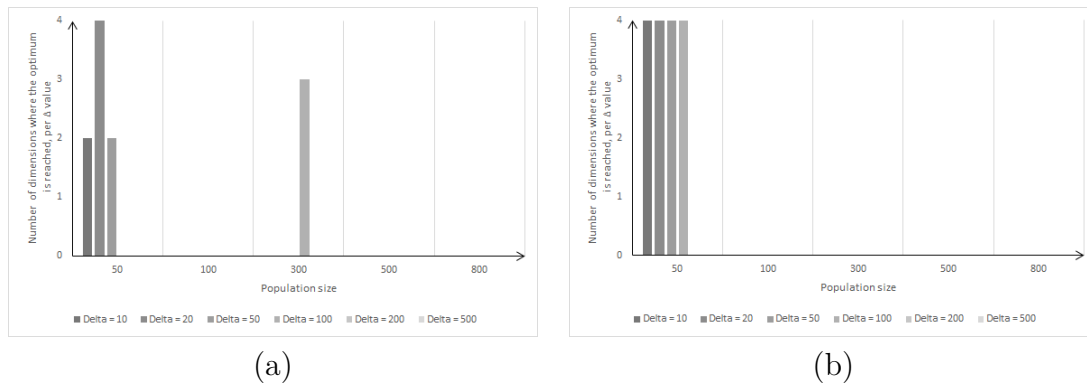 Number of dimensions where the optimum
is reached, per Δ value
4
3
2
1
0
50 100 300 500 800
Population size
Delta = 10 Delta = 20 Delta = 50 Delta = 100 Delta = 200 Delta = 500
(a)
Number of dimensions where the optimum
is reached, per Δ value
4
3
2
1
0
50 100 300 500 800
Population size
Delta = 10 Delta = 20 Delta = 50 Delta = 100 Delta = 200 Delta = 500
(b)